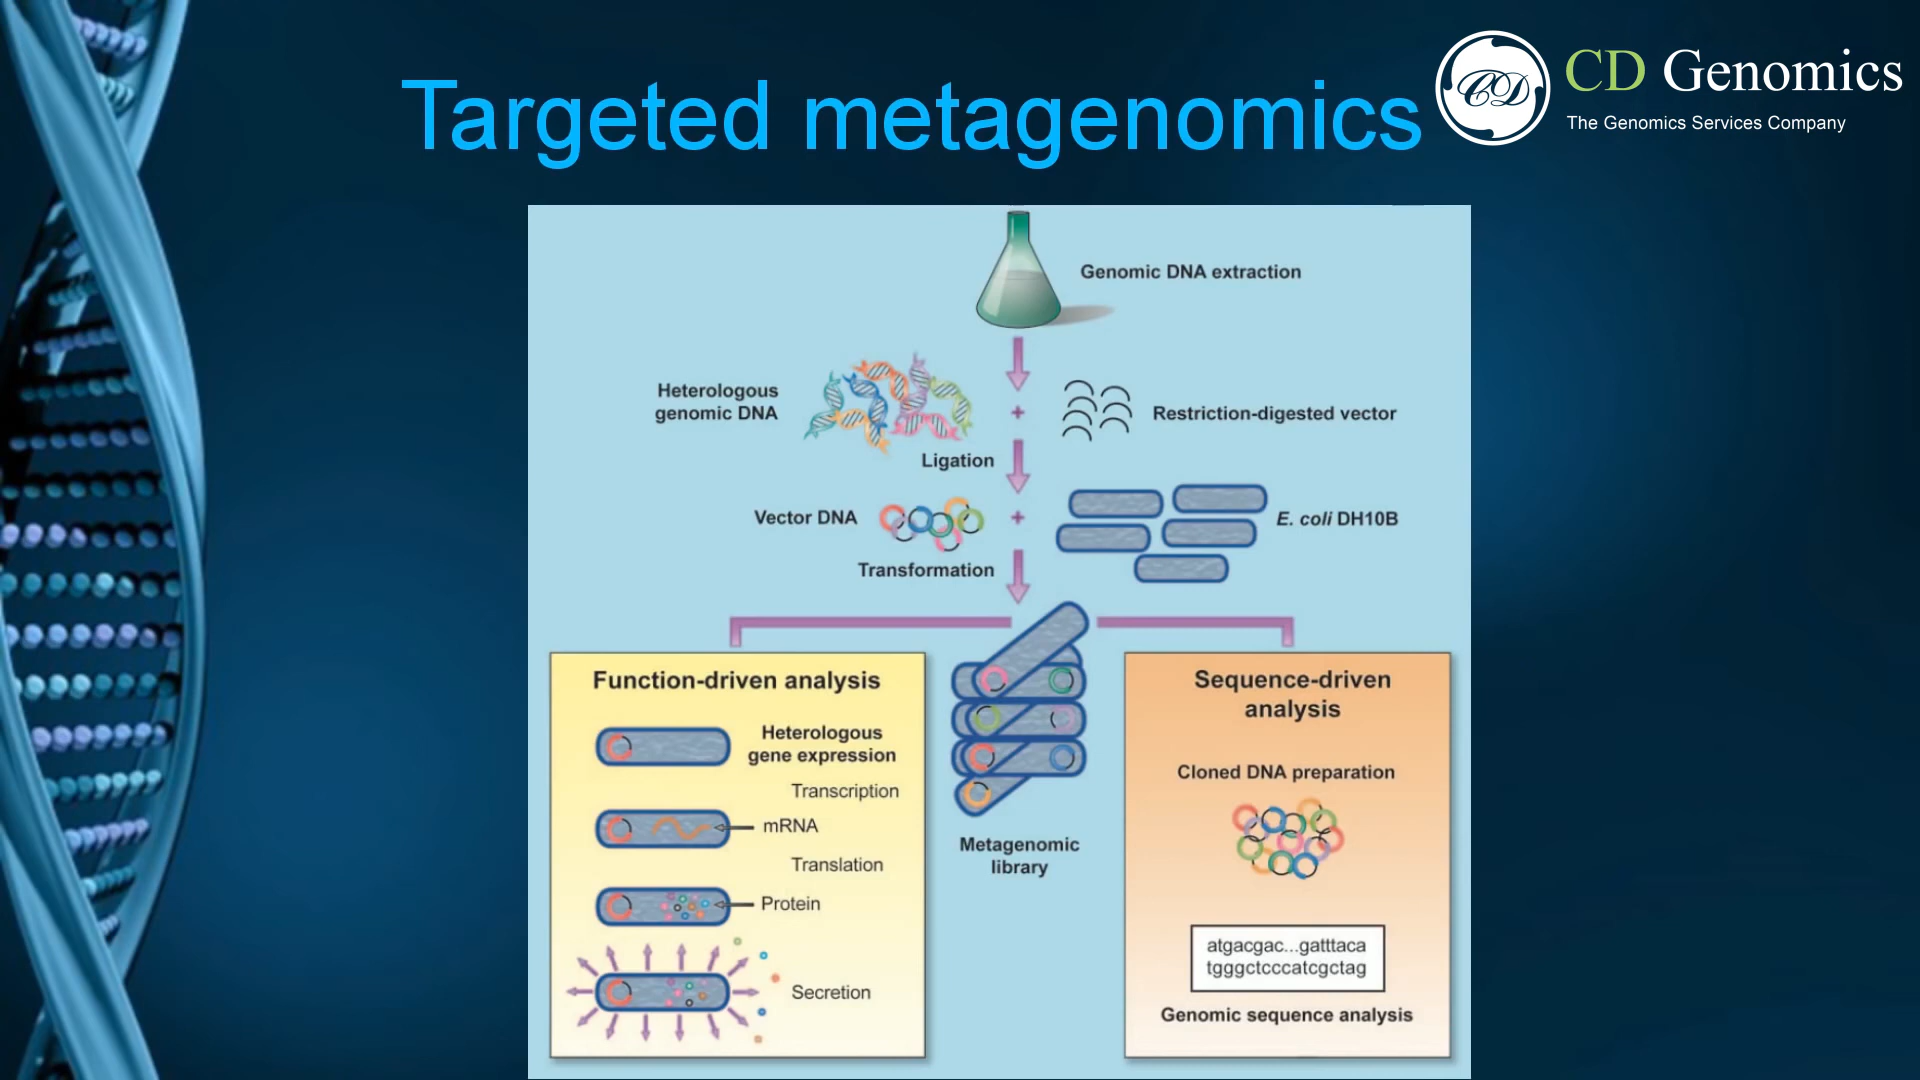 Targeted metagenomics
CD
CD Genomics
The Genomics Services Company
Genomic DNA extraction
Heterologous
genomic DNA
+
Restriction-digested vector
Ligation
Vector DNA
+
E. coli DH10B
Transformation
Function-driven analysis
Heterologous
gene expression
Transcription
mRNA
Translation
Protein
Secretion
Metagenomic
library
Sequence-driven
analysis
Cloned DNA preparation
atgacgac...gatttaca
tgggctcccatcgctag
Genomic sequence analysis